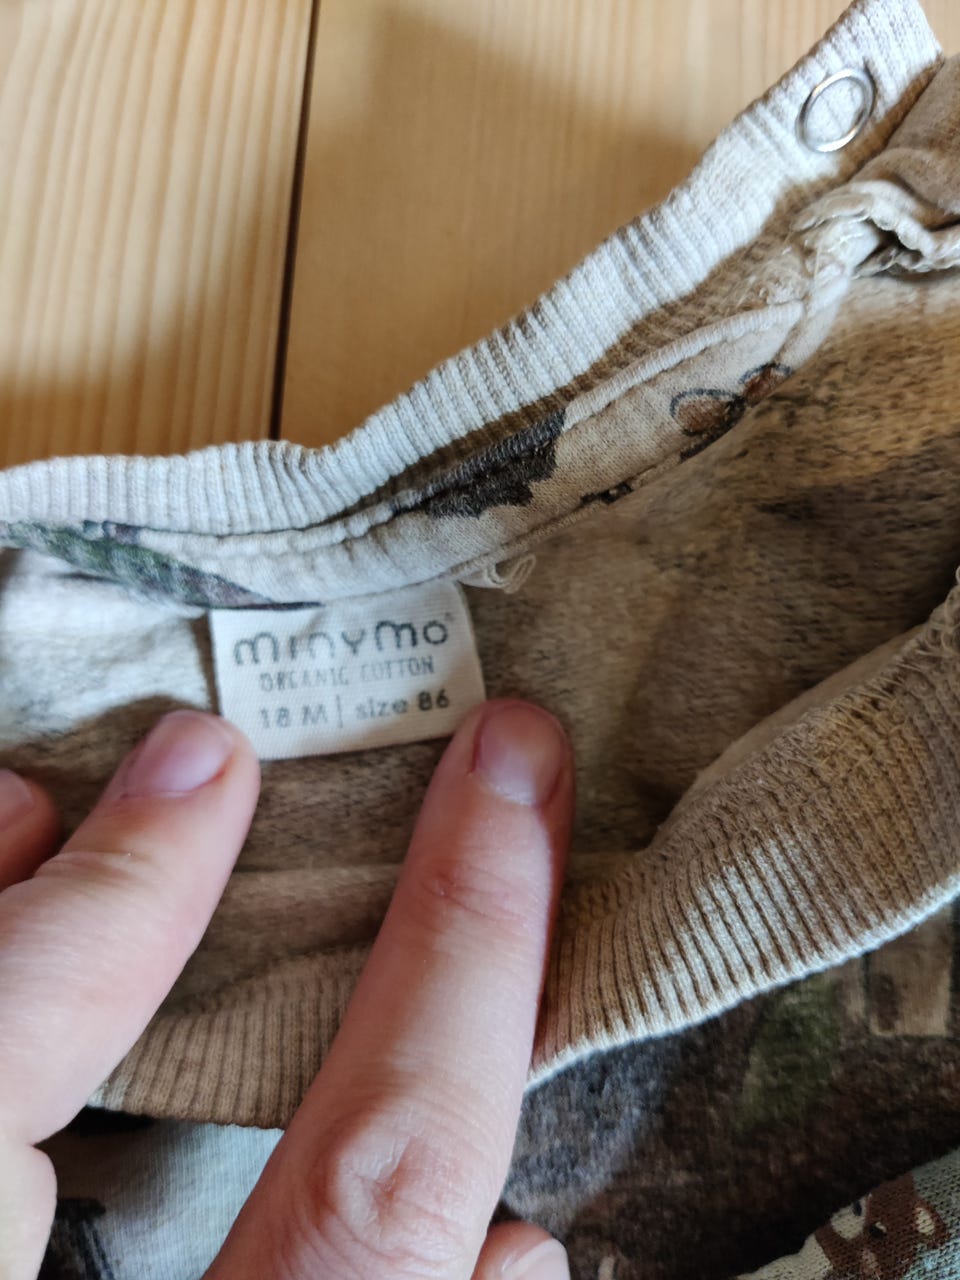 minymo®
ORGANIC COTTON
18 M | size 86